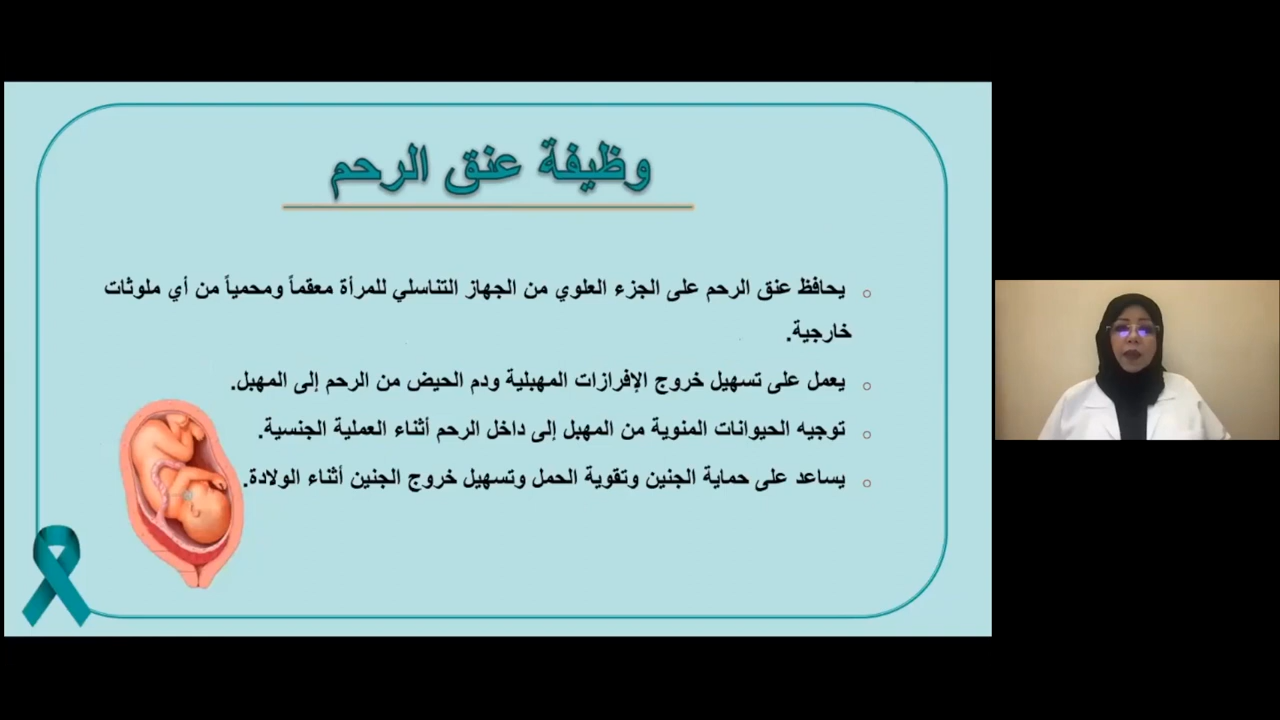 وظيفة عنق الرحم
يحافظ عنق الرحم على الجزء العلوي من الجهاز التناسلي للمرأة معقماً ومحمياً من أي ملوثات
خارجية.
يعمل على تسهيل خروج الإفرازات المهبلية ودم الحيض من الرحم إلى المهبل.
توجيه الحيوانات المنوية من المهبل إلى داخل الرحم أثناء العملية الجنسية.
يساعد على حماية الجنين وتقوية الحمل وتسهيل خروج الجنين أثناء الولادة.